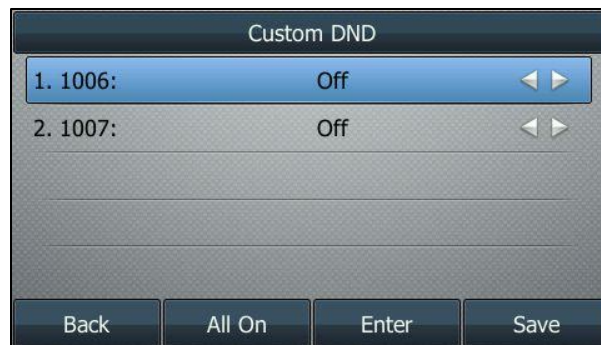 Custom DND
1. 1006: Off
2. 1007: Off
Back All On Enter Save